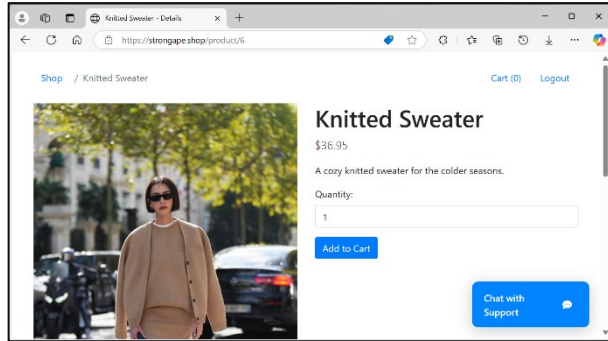 Knitted Sweater - Details
https://strongape.shop/product/6
Shop / Knitted Sweater
Cart (0) Logout
Knitted Sweater
$36.95
A cozy knitted sweater for the colder seasons.
Quantity:
1
Add to Cart
Chat with
Support